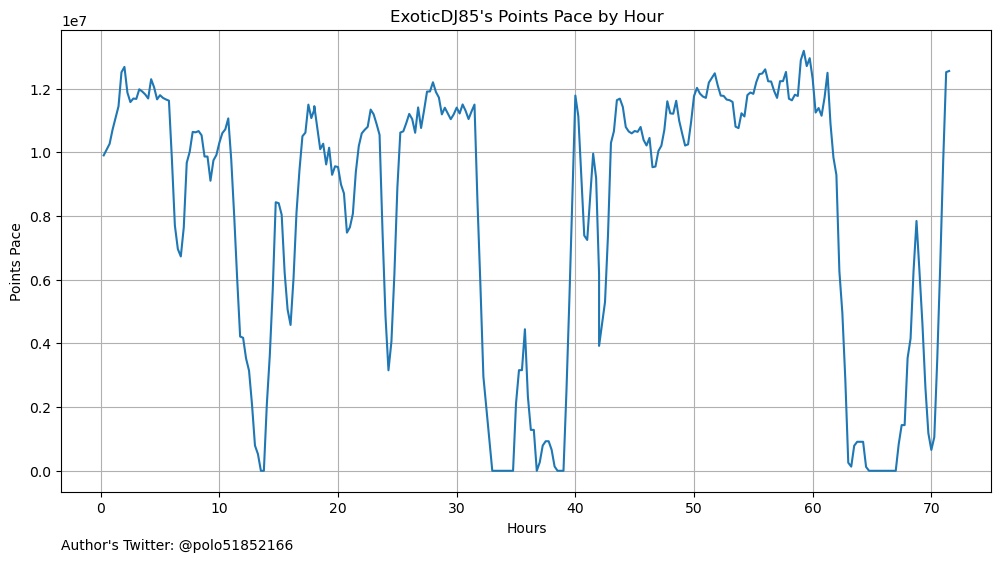 ExoticDJ85's Points Pace by Hour
1e7
1.2
1.0
0.8
0.6
0.4
0.2
0.0
Points Pace
0 10 20 30 40 50 60 70
Hours
Author's Twitter: @polo51852166